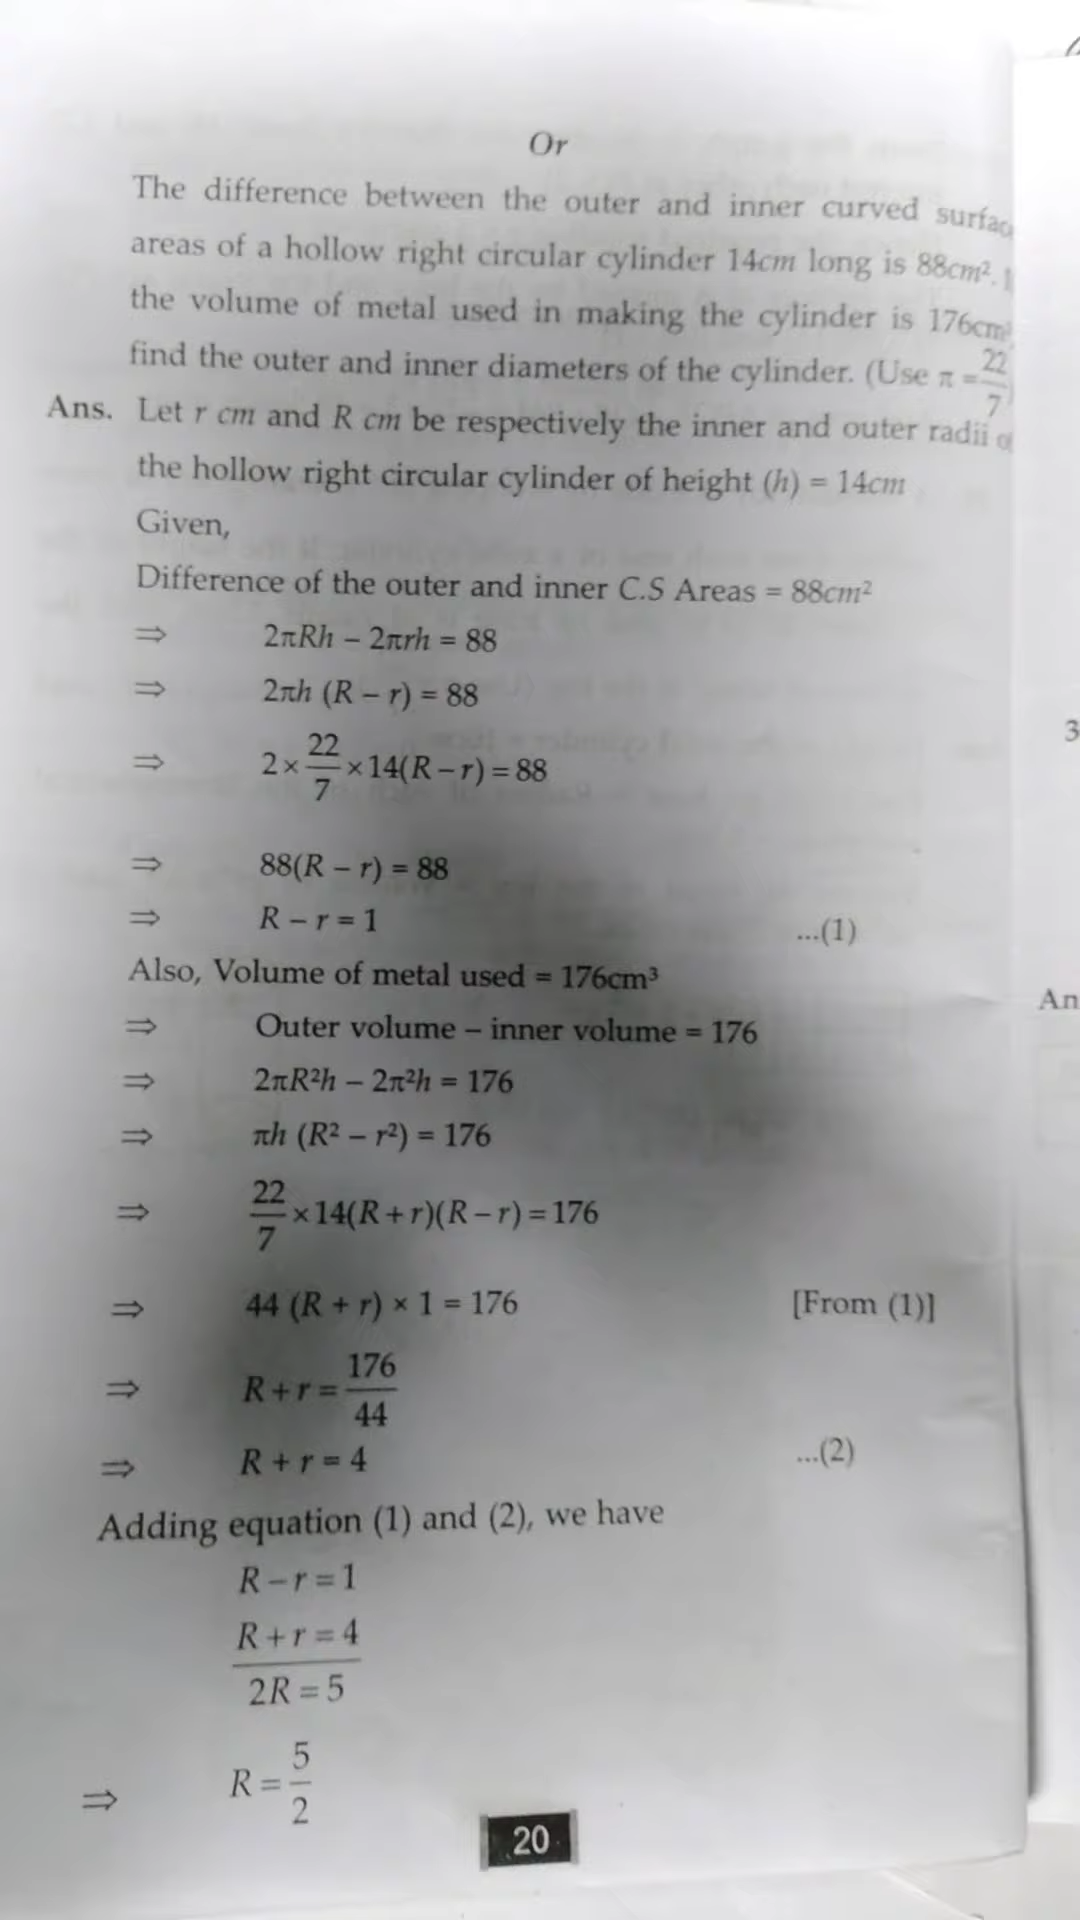 Or
The difference between the outer and inner curved surfac
areas of a hollow right circular cylinder 14cm long is 88cm².
the volume of metal used in making the cylinder is 176cm³,
find the outer and inner diameters of the cylinder. (Use π = 22/7)
Ans. Let r cm and R cm be respectively the inner and outer radii of
the hollow right circular cylinder of height (h) = 14cm
Given,
Difference of the outer and inner C.S Areas = 88cm²
⇒ 2πRh – 2πrh = 88
⇒ 2πh (R – r) = 88
⇒ 2 × 22/7 × 14(R – r) = 88
3
⇒ 88(R – r) = 88
⇒ R – r = 1 ...(1)
Also, Volume of metal used = 176cm³
An
⇒ Outer volume – inner volume = 176
⇒ 2πR²h – 2π²h = 176
⇒ πh (R² – r²) = 176
⇒ 22/7 × 14(R + r)(R – r) = 176
⇒ 44 (R + r) × 1 = 176 [From (1)]
⇒ R + r = 176/44
⇒ R + r = 4 ...(2)
Adding equation (1) and (2), we have
R – r = 1
R + r = 4
2R = 5
⇒ R = 5/2
20